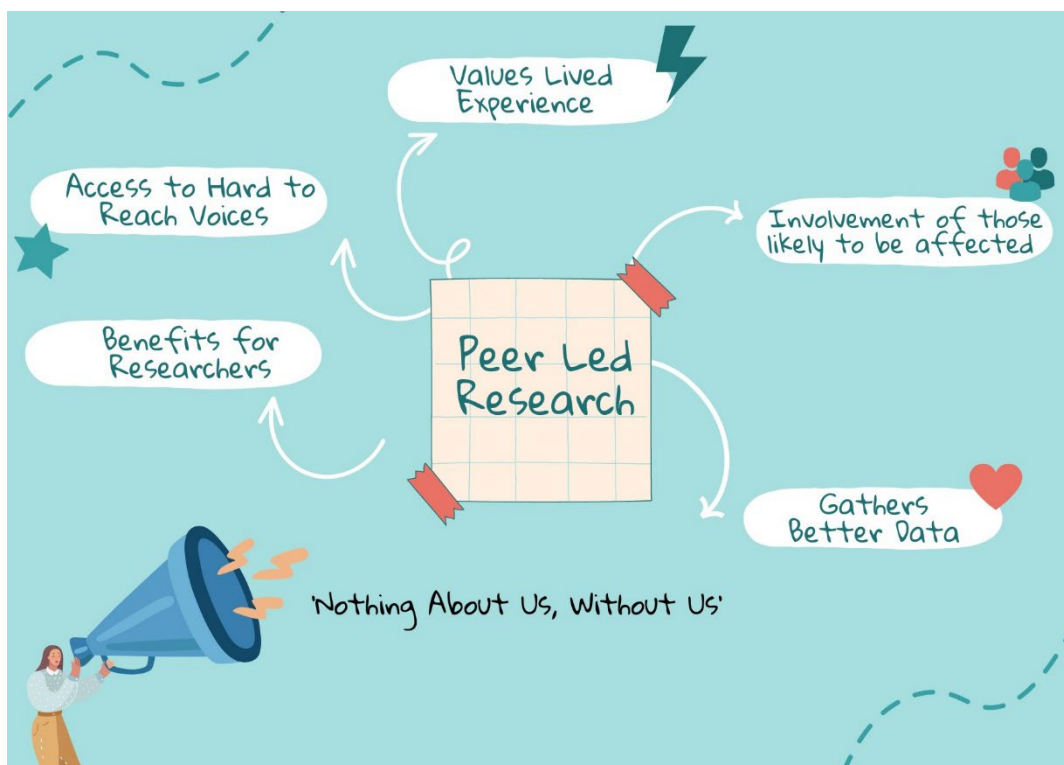 Values Lived
Experience
Access to Hard to
Reach Voices
Involvement of those
likely to be affected
Benefits for
Researchers
Peer Led
Research
Gathers
Better Data
'Nothing About Us, Without Us'